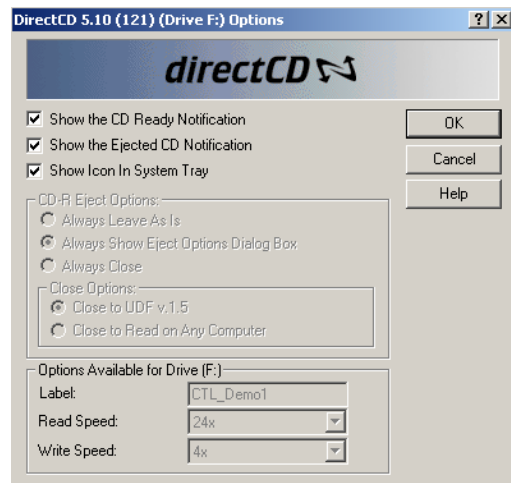 DirectCD 5.10 (121) (Drive F:) Options
directCD
Show the CD Ready Notification
Show the Ejected CD Notification
Show Icon In System Tray
OK
Cancel
Help
CD-R Eject Options:
Always Leave As Is
Always Show Eject Options Dialog Box
Always Close
Close Options:
Close to UDF v.1.5
Close to Read on Any Computer
Options Available for Drive (F:)
Label: CTL_Demo1
Read Speed: 24x
Write Speed: 4x